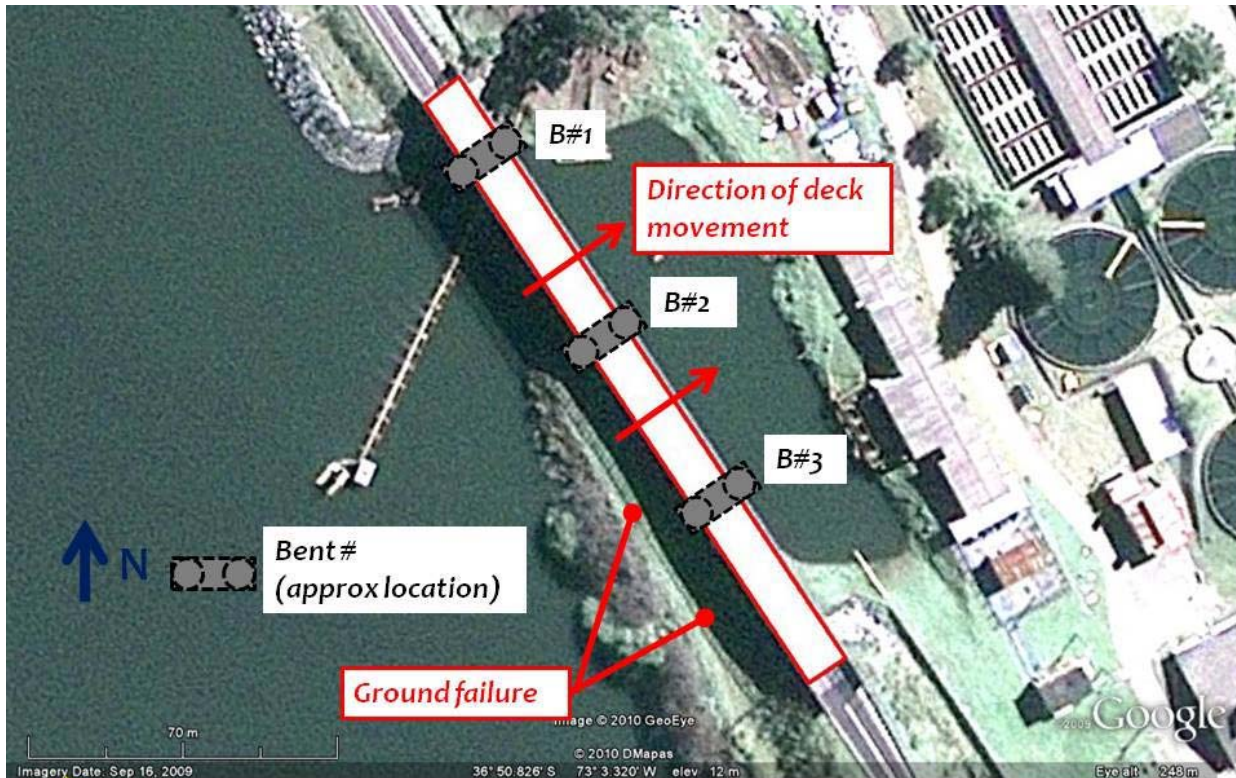 B#1
Direction of deck
movement
B#2
B#3
N
Bent #
(approx location)
Ground failure
Image © 2010 GeoEye
© 2009 Google
70 m
© 2010 DMapas
Imagery Date: Sep 16, 2009
36° 50.826' S 73° 3.320' W elev 12 m
Eye alt 248 m